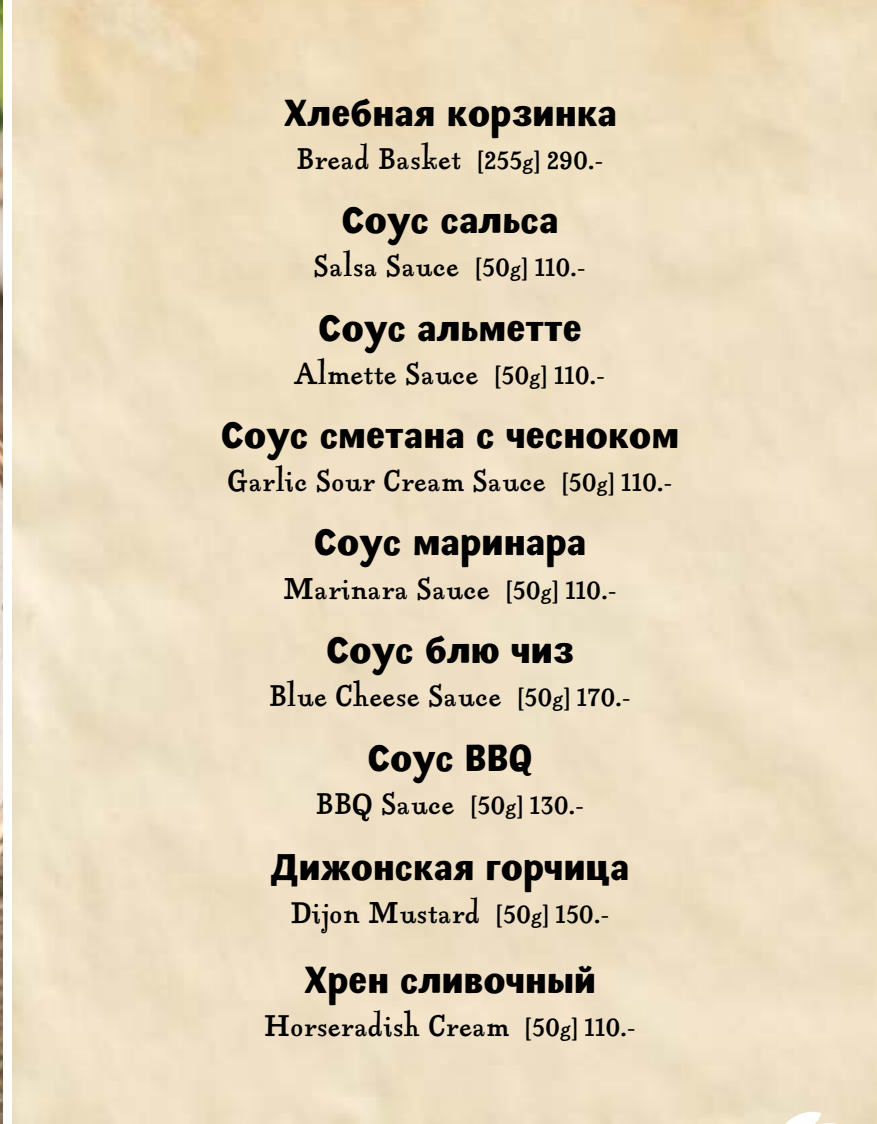 Хлебная корзинка
Bread Basket [255g] 290.-
Соус сальса
Salsa Sauce [50g] 110.-
Соус альметте
Almette Sauce [50g] 110.-
Соус сметана с чесноком
Garlic Sour Cream Sauce [50g] 110.-
Соус маринара
Marinara Sauce [50g] 110.-
Соус блю чиз
Blue Cheese Sauce [50g] 170.-
Соус BBQ
BBQ Sauce [50g] 130.-
Дижонская горчица
Dijon Mustard [50g] 150.-
Хрен сливочный
Horseradish Cream [50g] 110.-